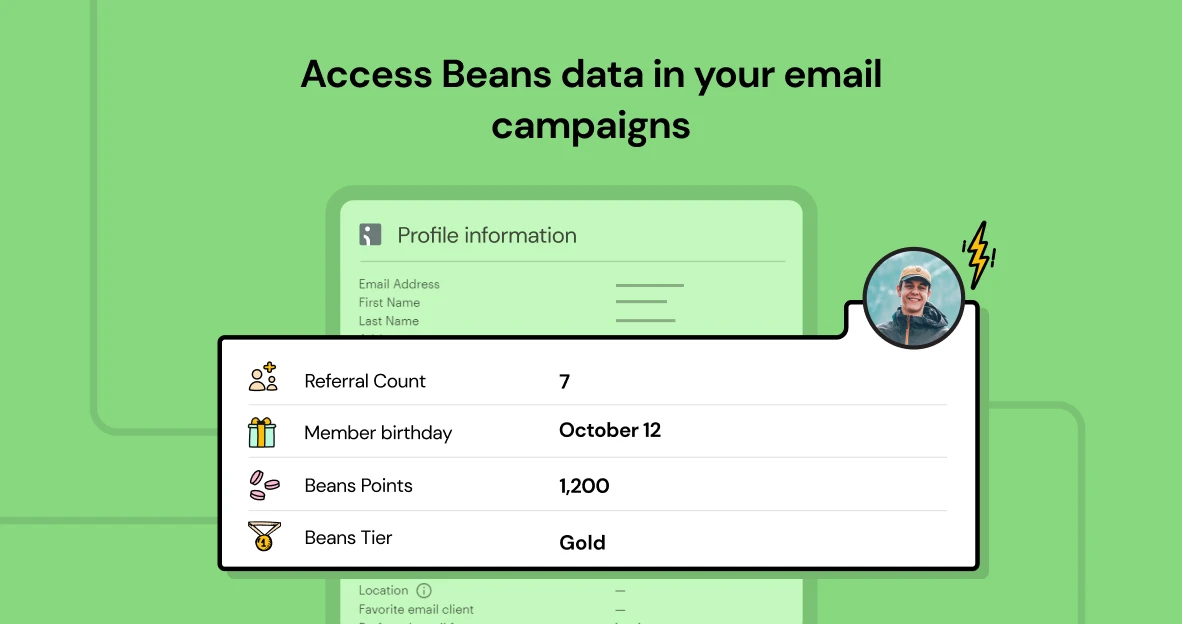 Access Beans data in your email
campaigns
Profile information
Email Address
First Name
Last Name
Referral Count 7
Member birthday October 12
Beans Points 1,200
Beans Tier Gold
Location
Favorite email client